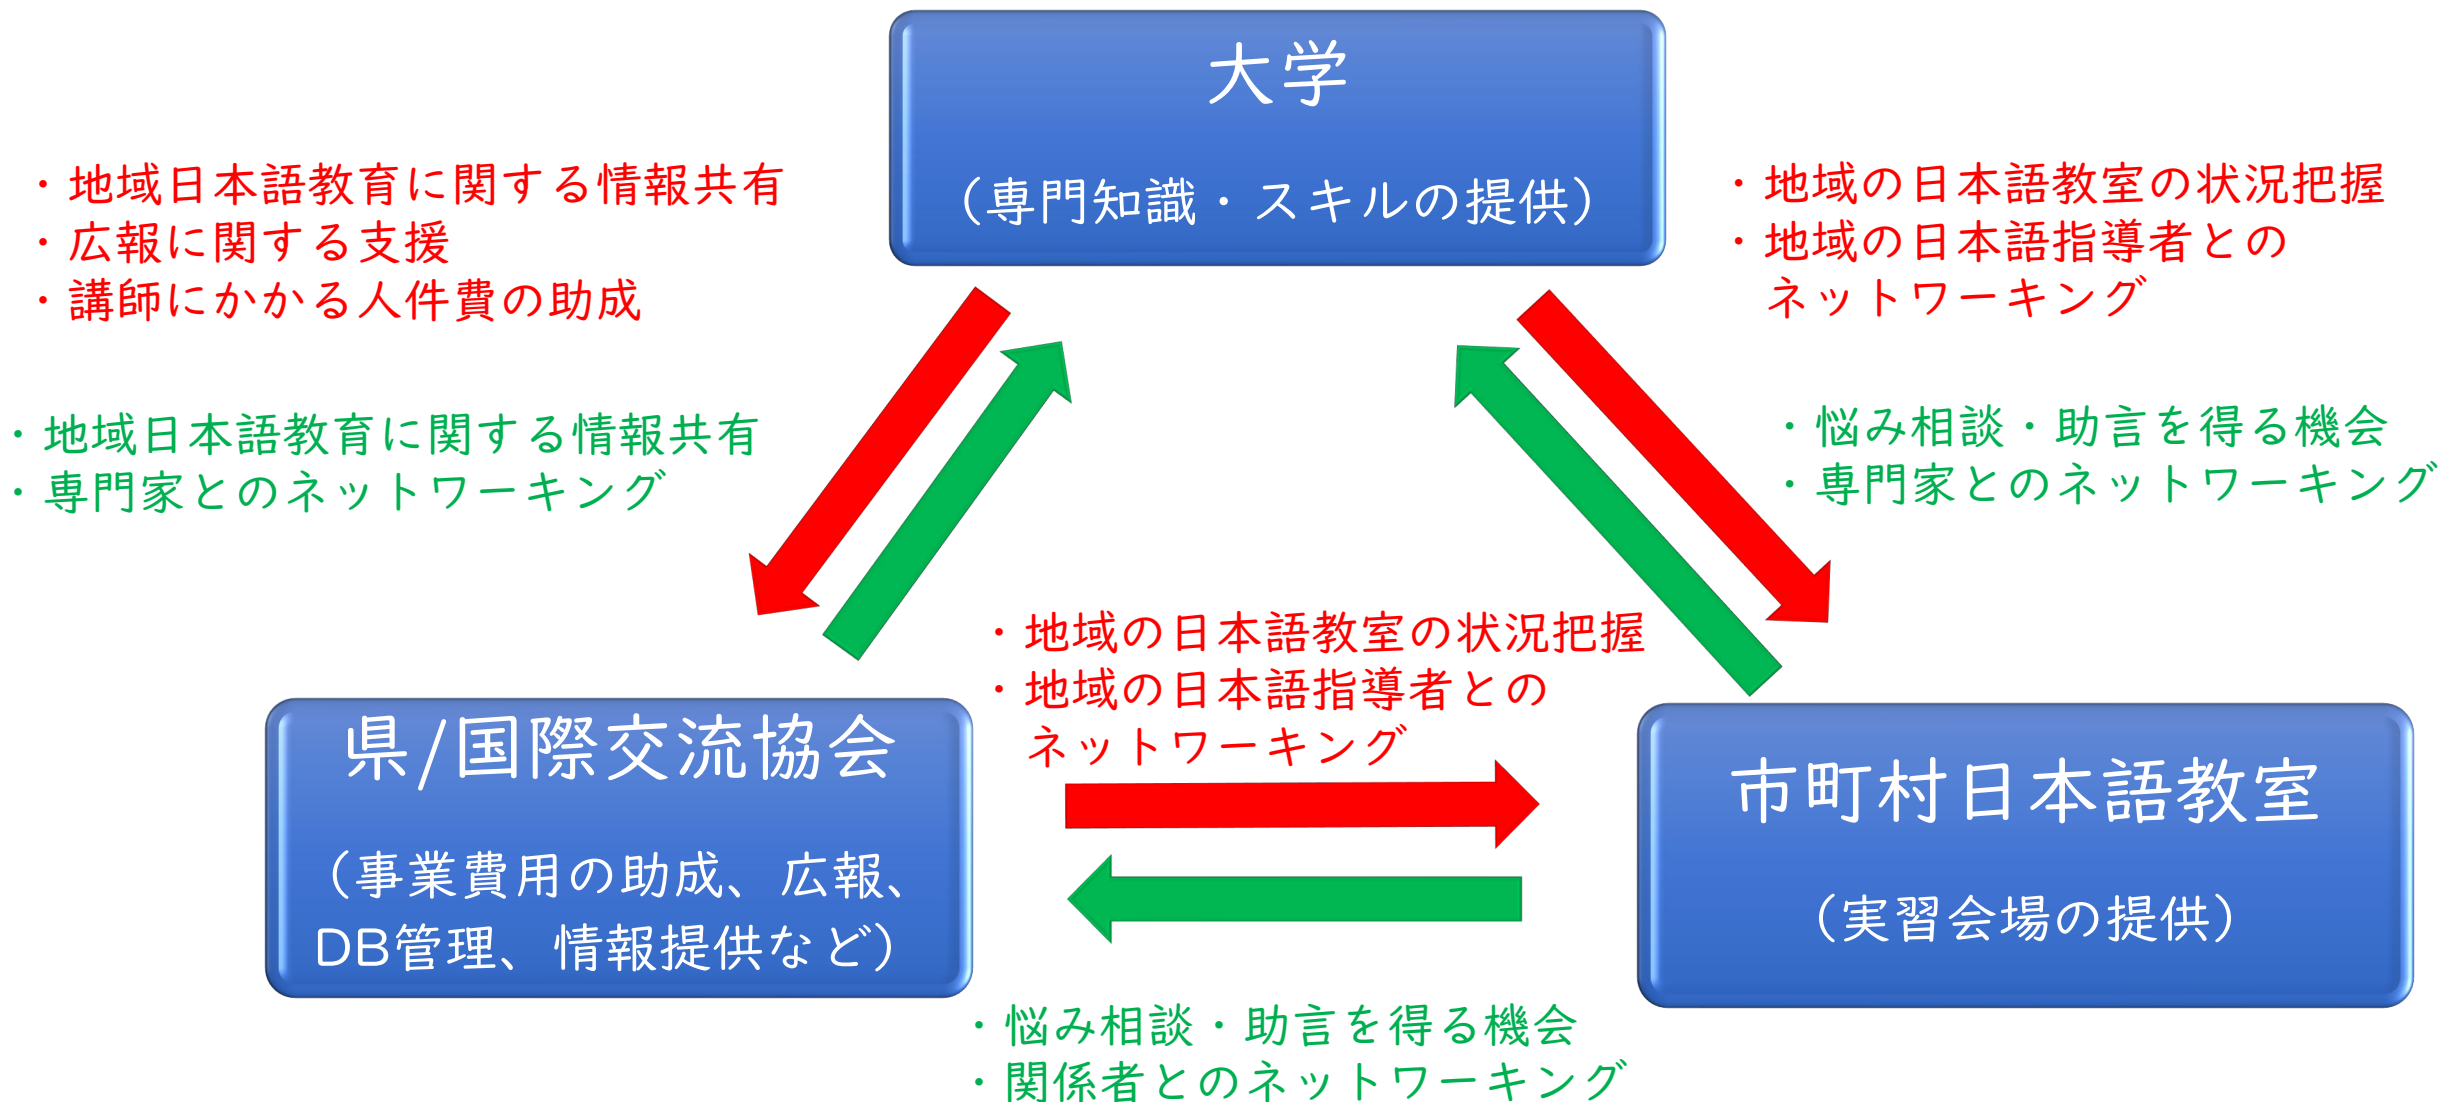 大学
（専門知識・スキルの提供）
・地域日本語教育に関する情報共有
・広報に関する支援
・講師にかかる人件費の助成
・地域の日本語教室の状況把握
・地域の日本語指導者との
ネットワーキング
・地域日本語教育に関する情報共有
・専門家とのネットワーキング
・悩み相談・助言を得る機会
・専門家とのネットワーキング
・地域の日本語教室の状況把握
・地域の日本語指導者との
ネットワーキング
県/国際交流協会
（事業費用の助成、広報、
DB管理、情報提供など）
市町村日本語教室
（実習会場の提供）
・悩み相談・助言を得る機会
・関係者とのネットワーキング